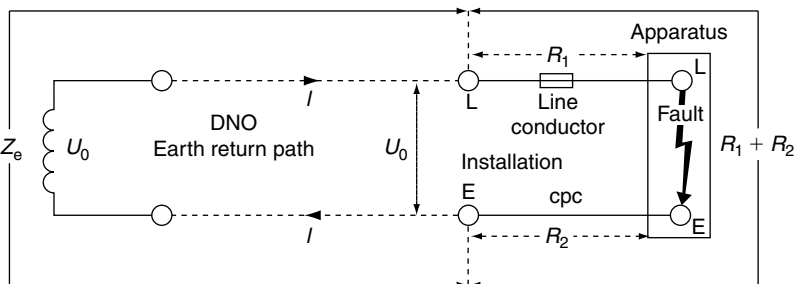 Apparatus
R1
L
L
I
Line
conductor
Fault
DNO
Earth return path
Ze
U0
U0
R1 + R2
Installation
E
cpc
E
I
R2